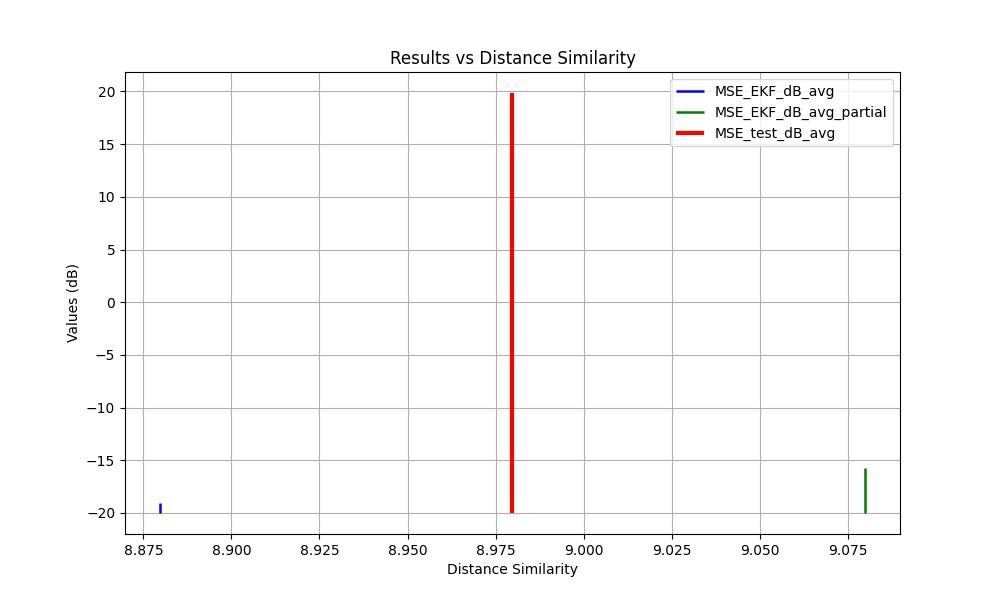 Results vs Distance Similarity
MSE_EKF_dB_avg
MSE_EKF_dB_avg_partial
MSE_test_dB_avg
Values (dB)
20
15
10
5
0
−5
−10
−15
−20
8.875 8.900 8.925 8.950 8.975 9.000 9.025 9.050 9.075
Distance Similarity